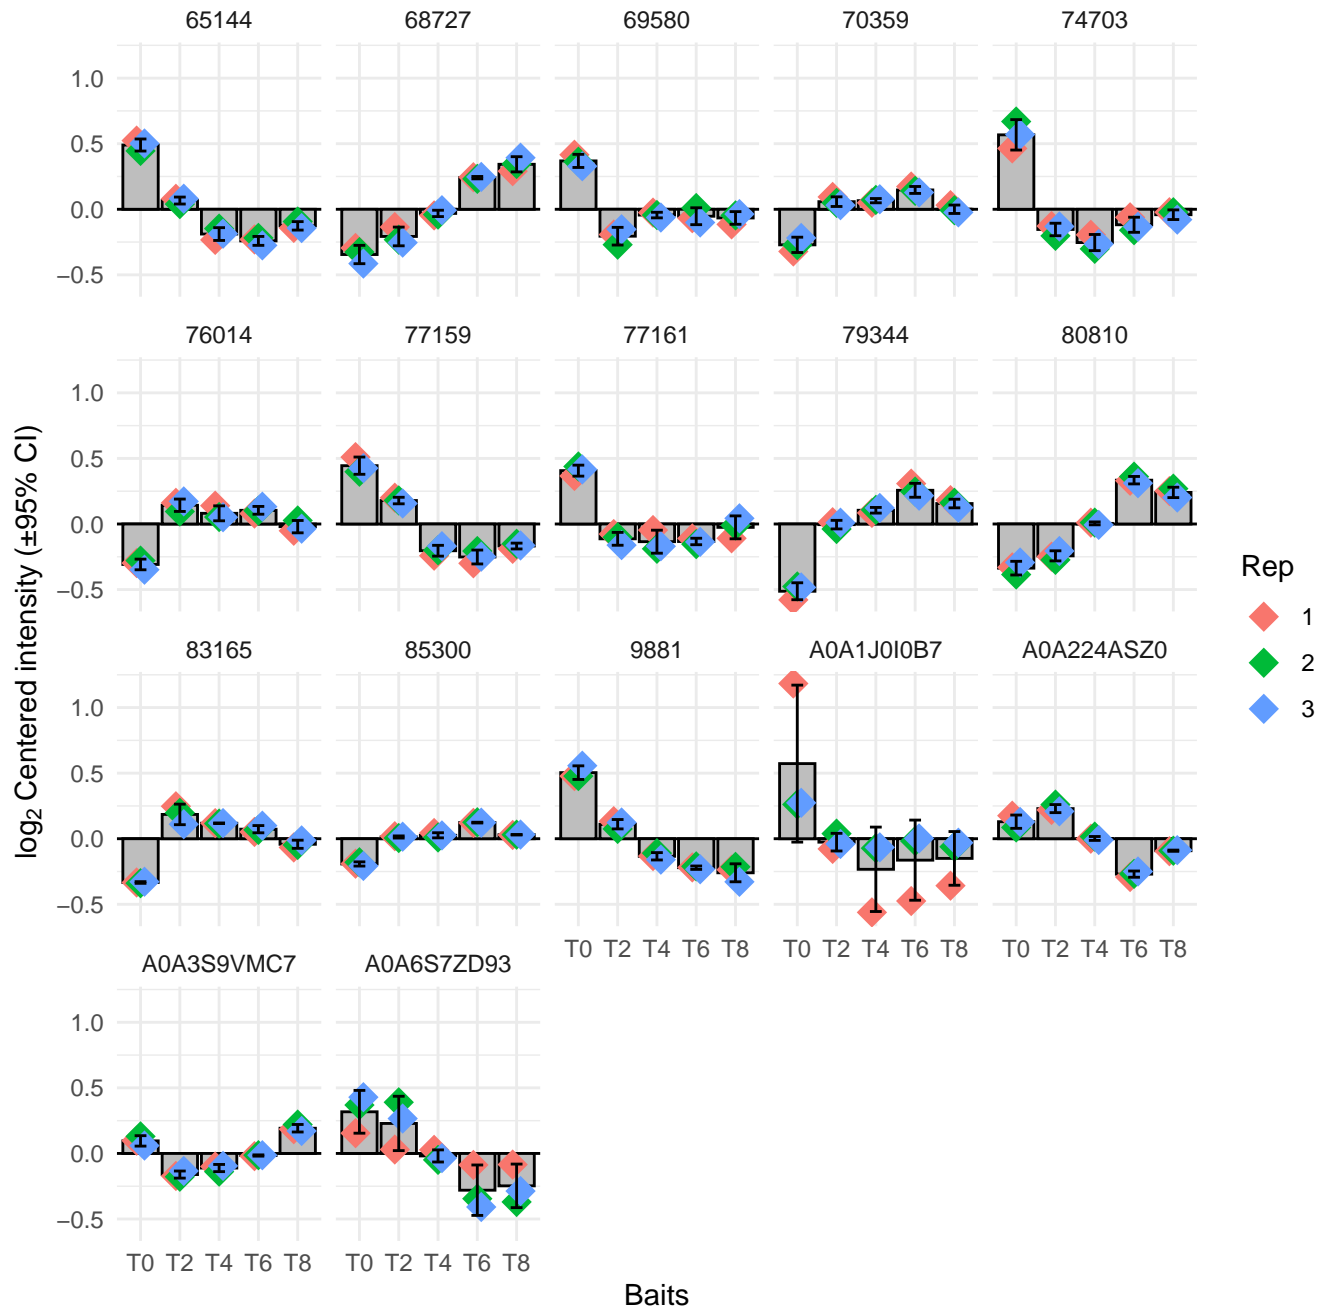 65144 68727 69580 70359 74703
1.0
0.5
0.0
−0.5
76014 77159 77161 79344 80810
1.0
0.5
0.0
−0.5
83165 85300 9881 A0A1J0I0B7 A0A224ASZ0
1.0
0.5
0.0
−0.5
T0 T2 T4 T6 T8 T0 T2 T4 T6 T8 T0 T2 T4 T6 T8
A0A3S9VMC7 A0A6S7ZD93
1.0
0.5
0.0
−0.5
T0 T2 T4 T6 T8 T0 T2 T4 T6 T8
Baits
log2 Centered intensity (±95% CI)
Rep
1
2
3